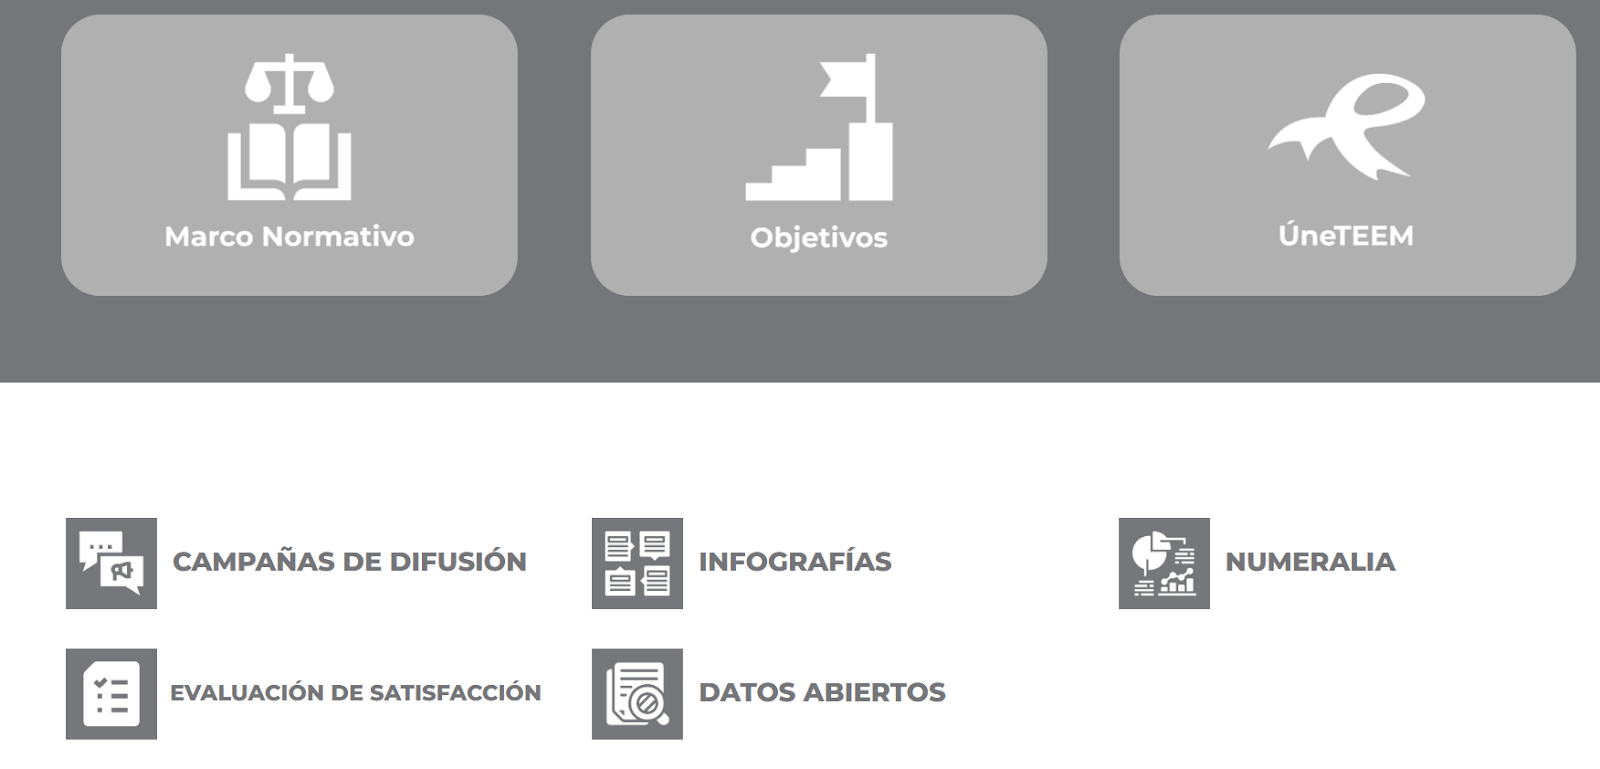 Marco Normativo
Objetivos
ÚneTEEM
CAMPAÑAS DE DIFUSIÓN
INFOGRAFÍAS
NUMERALIA
EVALUACIÓN DE SATISFACCIÓN
DATOS ABIERTOS